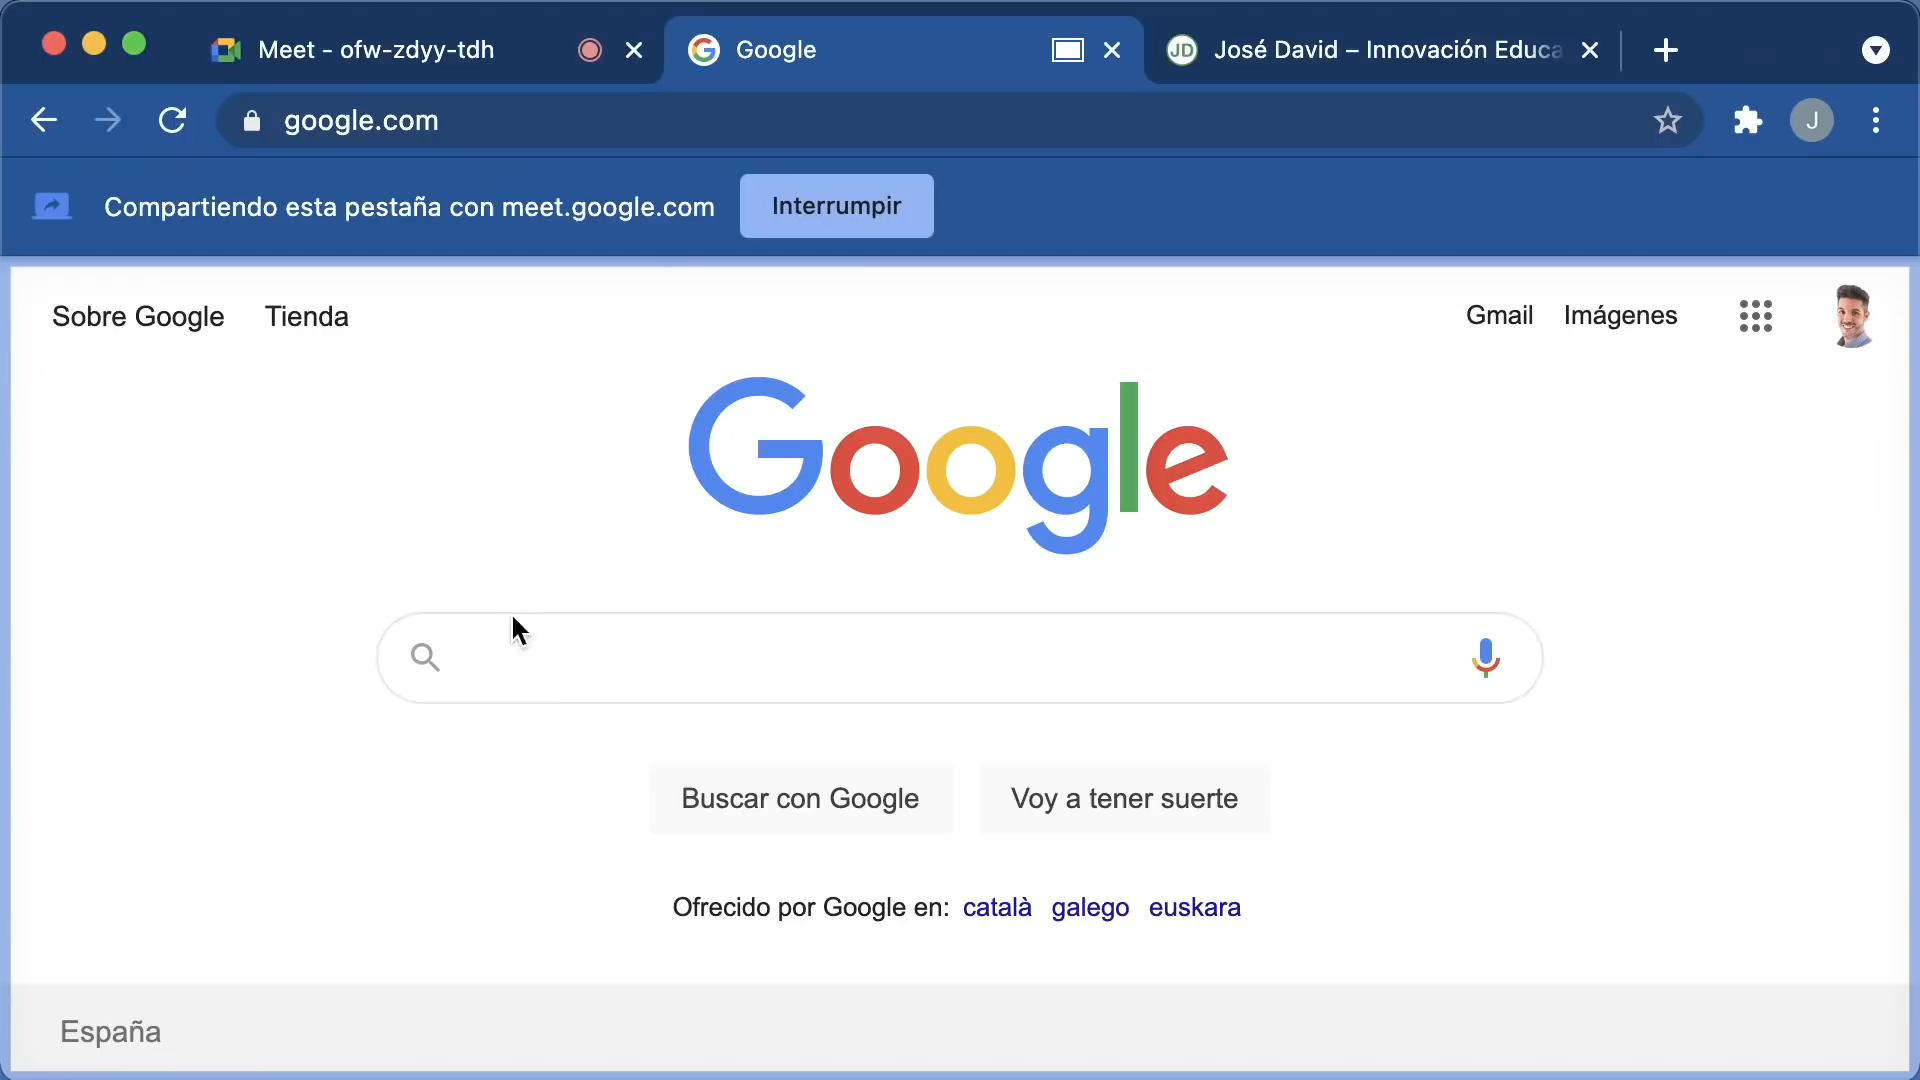 Meet - ofw-zdyy-tdh
Google
JD
José David – Innovación Educa
google.com
J
Compartiendo esta pestaña con meet.google.com
Interrumpir
Sobre Google
Tienda
Gmail
Imágenes
Google
Buscar con Google
Voy a tener suerte
Ofrecido por Google en: català galego euskara
España